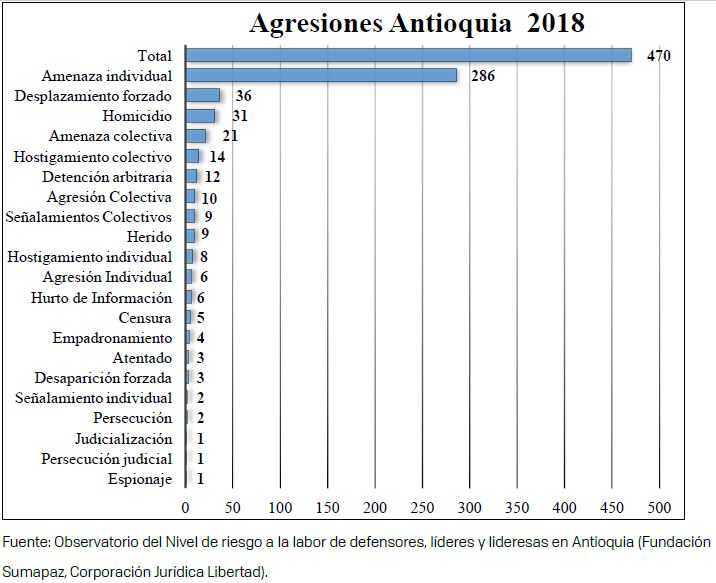 Agresiones Antioquia 2018
Total 470
Amenaza individual 286
Desplazamiento forzado 36
Homicidio 31
Amenaza colectiva 21
Hostigamiento colectivo 14
Detención arbitraria 12
Agresión Colectiva 10
Señalamientos Colectivos 9
Herido 9
Hostigamiento individual 8
Agresión Individual 6
Hurto de Información 6
Censura 5
Empadronamiento 4
Atentado 3
Desaparición forzada 3
Señalamiento individual 2
Persecución 2
Judicialización 1
Persecución judicial 1
Espionaje 1
0 50 100 150 200 250 300 350 400 450 500
Fuente: Observatorio del Nivel de riesgo a la labor de defensores, líderes y lideresas en Antioquia (Fundación
Sumapaz, Corporación Jurídica Libertad).